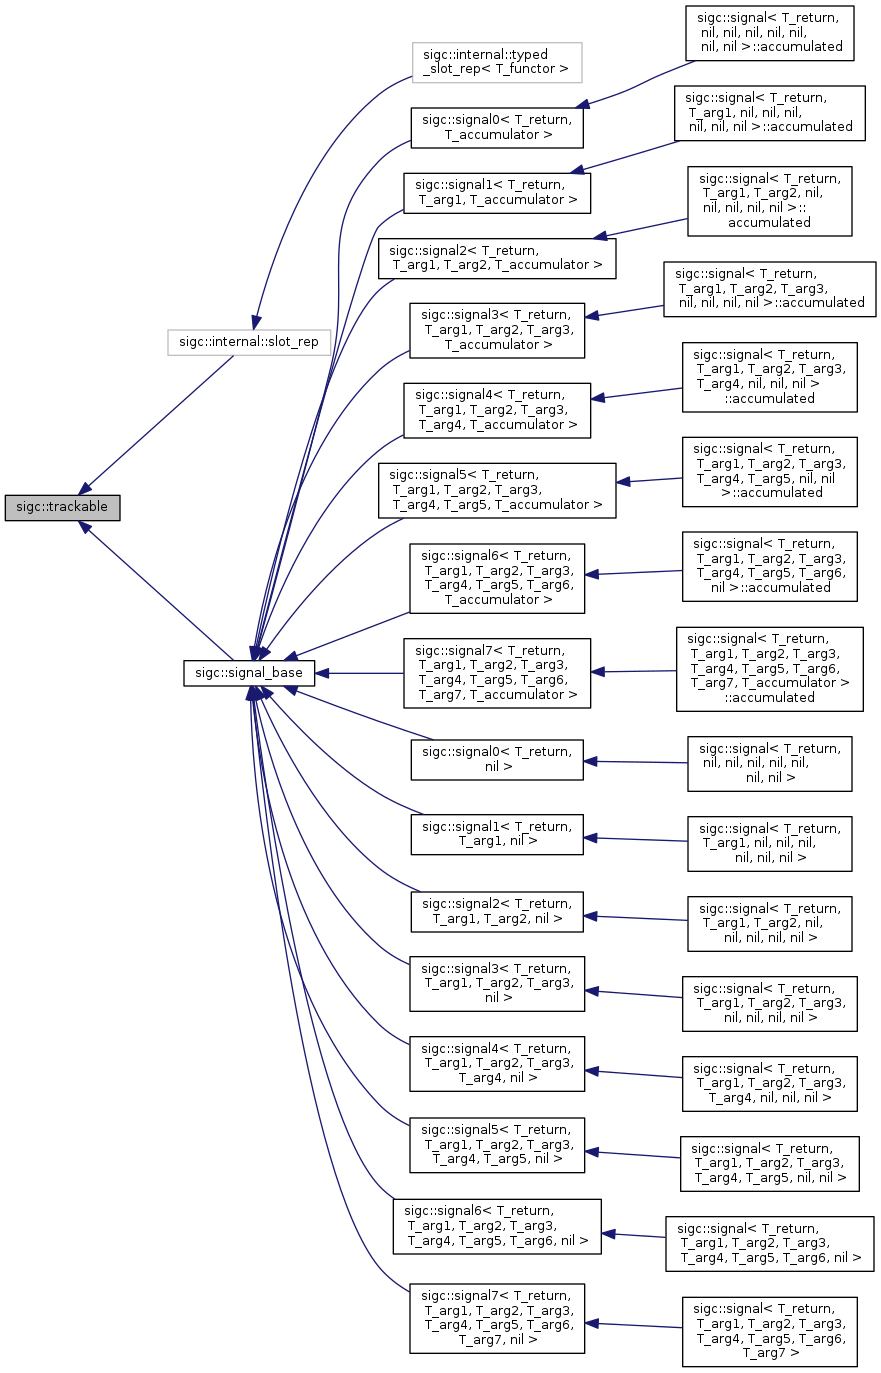 sigc::trackable
sigc::internal::slot_rep
sigc::signal_base
sigc::internal::typed
_slot_rep< T_functor >
sigc::signal0< T_return,
T_accumulator >
sigc::signal1< T_return,
T_arg1, T_accumulator >
sigc::signal2< T_return,
T_arg1, T_arg2, T_accumulator >
sigc::signal3< T_return,
T_arg1, T_arg2, T_arg3,
T_accumulator >
sigc::signal4< T_return,
T_arg1, T_arg2, T_arg3,
T_arg4, T_accumulator >
sigc::signal5< T_return,
T_arg1, T_arg2, T_arg3,
T_arg4, T_arg5, T_accumulator >
sigc::signal6< T_return,
T_arg1, T_arg2, T_arg3,
T_arg4, T_arg5, T_arg6,
T_accumulator >
sigc::signal7< T_return,
T_arg1, T_arg2, T_arg3,
T_arg4, T_arg5, T_arg6,
T_arg7, T_accumulator >
sigc::signal0< T_return,
nil >
sigc::signal1< T_return,
T_arg1, nil >
sigc::signal2< T_return,
T_arg1, T_arg2, nil >
sigc::signal3< T_return,
T_arg1, T_arg2, T_arg3,
nil >
sigc::signal4< T_return,
T_arg1, T_arg2, T_arg3,
T_arg4, nil >
sigc::signal5< T_return,
T_arg1, T_arg2, T_arg3,
T_arg4, T_arg5, nil >
sigc::signal6< T_return,
T_arg1, T_arg2, T_arg3,
T_arg4, T_arg5, T_arg6, nil >
sigc::signal7< T_return,
T_arg1, T_arg2, T_arg3,
T_arg4, T_arg5, T_arg6,
T_arg7, nil >
sigc::signal< T_return,
nil, nil, nil, nil, nil,
nil, nil >::accumulated
sigc::signal< T_return,
T_arg1, nil, nil, nil,
nil, nil, nil >::accumulated
sigc::signal< T_return,
T_arg1, T_arg2, nil,
nil, nil, nil, nil >::
accumulated
sigc::signal< T_return,
T_arg1, T_arg2, T_arg3,
nil, nil, nil, nil >::accumulated
sigc::signal< T_return,
T_arg1, T_arg2, T_arg3,
T_arg4, nil, nil, nil >
::accumulated
sigc::signal< T_return,
T_arg1, T_arg2, T_arg3,
T_arg4, T_arg5, nil, nil
>::accumulated
sigc::signal< T_return,
T_arg1, T_arg2, T_arg3,
T_arg4, T_arg5, T_arg6,
nil >::accumulated
sigc::signal< T_return,
T_arg1, T_arg2, T_arg3,
T_arg4, T_arg5, T_arg6,
T_arg7, T_accumulator >
::accumulated
sigc::signal< T_return,
nil, nil, nil, nil, nil,
nil, nil >
sigc::signal< T_return,
T_arg1, nil, nil, nil,
nil, nil, nil >
sigc::signal< T_return,
T_arg1, T_arg2, nil,
nil, nil, nil, nil >
sigc::signal< T_return,
T_arg1, T_arg2, T_arg3,
nil, nil, nil, nil >
sigc::signal< T_return,
T_arg1, T_arg2, T_arg3,
T_arg4, nil, nil, nil >
sigc::signal< T_return,
T_arg1, T_arg2, T_arg3,
T_arg4, T_arg5, nil, nil >
sigc::signal< T_return,
T_arg1, T_arg2, T_arg3,
T_arg4, T_arg5, T_arg6, nil >
sigc::signal< T_return,
T_arg1, T_arg2, T_arg3,
T_arg4, T_arg5, T_arg6,
T_arg7 >